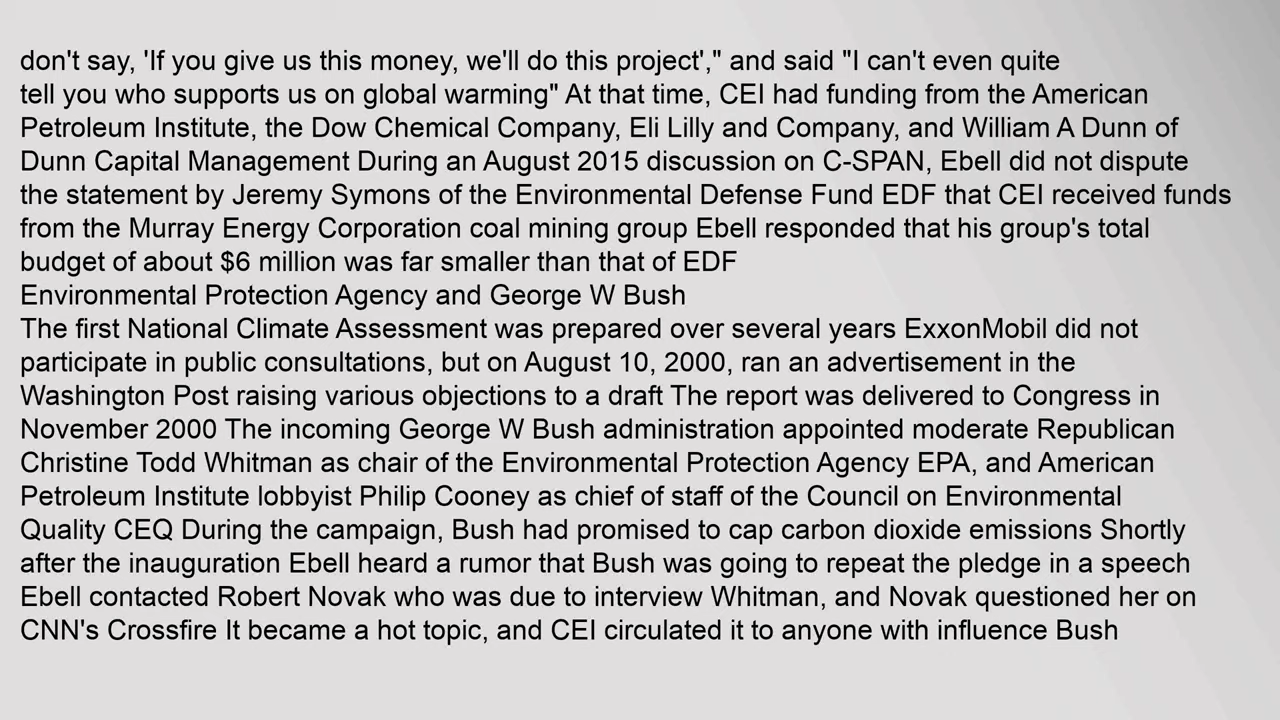 don't say, 'If you give us this money, we'll do this project'," and said "I can't even quite
tell you who supports us on global warming" At that time, CEI had funding from the American
Petroleum Institute, the Dow Chemical Company, Eli Lilly and Company, and William A Dunn of
Dunn Capital Management During an August 2015 discussion on C-SPAN, Ebell did not dispute
the statement by Jeremy Symons of the Environmental Defense Fund EDF that CEI received funds
from the Murray Energy Corporation coal mining group Ebell responded that his group's total
budget of about $6 million was far smaller than that of EDF
Environmental Protection Agency and George W Bush
The first National Climate Assessment was prepared over several years ExxonMobil did not
participate in public consultations, but on August 10, 2000, ran an advertisement in the
Washington Post raising various objections to a draft The report was delivered to Congress in
November 2000 The incoming George W Bush administration appointed moderate Republican
Christine Todd Whitman as chair of the Environmental Protection Agency EPA, and American
Petroleum Institute lobbyist Philip Cooney as chief of staff of the Council on Environmental
Quality CEQ During the campaign, Bush had promised to cap carbon dioxide emissions Shortly
after the inauguration Ebell heard a rumor that Bush was going to repeat the pledge in a speech
Ebell contacted Robert Novak who was due to interview Whitman, and Novak questioned her on
CNN's Crossfire It became a hot topic, and CEI circulated it to anyone with influence Bush